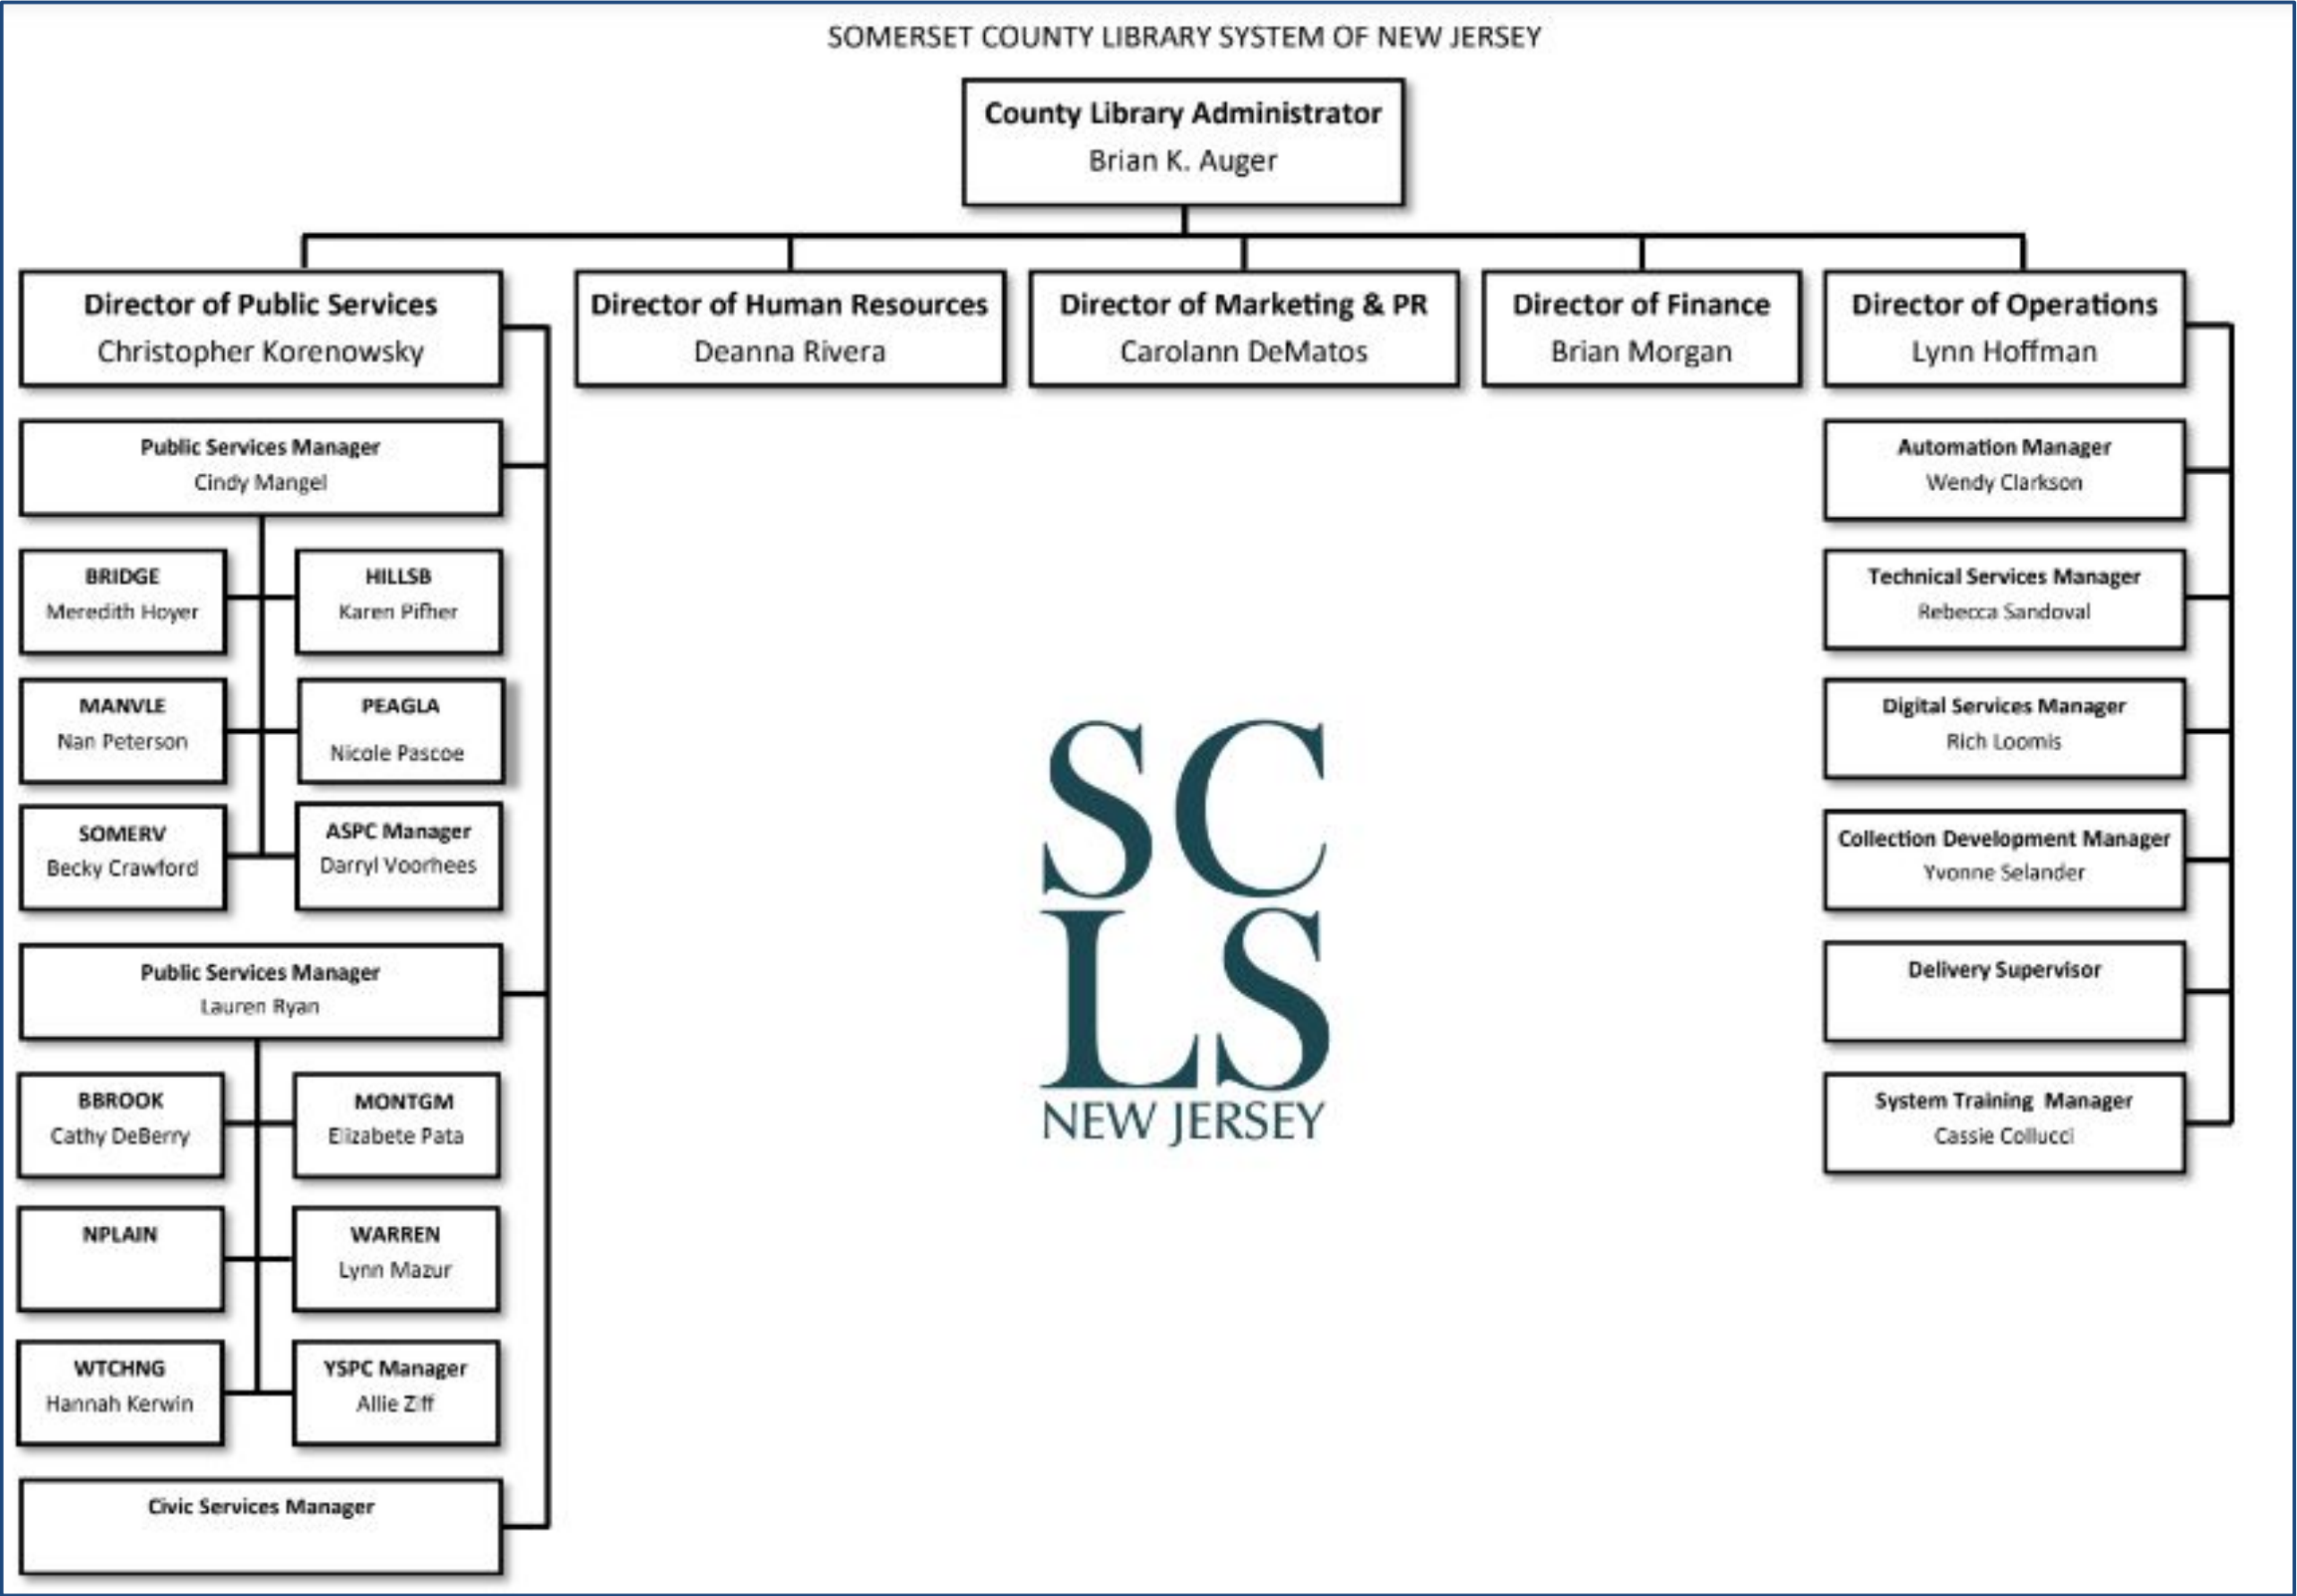 SOMERSET COUNTY LIBRARY SYSTEM OF NEW JERSEY
County Library Administrator
Brian K. Auger
Director of Public Services
Christopher Korenowsky
Director of Human Resources
Deanna Rivera
Director of Marketing & PR
Carolann DeMatos
Director of Finance
Brian Morgan
Director of Operations
Lynn Hoffman
Public Services Manager
Cindy Mangel
BRIDGE
Meredith Hoyer
HILLSB
Karen Pifher
MANVLE
Nan Peterson
PEAGLA
Nicole Pascoe
SOMERV
Becky Crawford
ASPC Manager
Darryl Voorhees
Public Services Manager
Lauren Ryan
BBROOK
Cathy DeBerry
MONTGM
Elizabete Pata
NPLAIN
WARREN
Lynn Mazur
WTCHNG
Hannah Kerwin
YSPC Manager
Allie Ziff
Civic Services Manager
Automation Manager
Wendy Clarkson
Technical Services Manager
Rebecca Sandoval
Digital Services Manager
Rich Loomis
Collection Development Manager
Yvonne Selander
Delivery Supervisor
System Training Manager
Cassie Collucci
SC
LS
NEW JERSEY